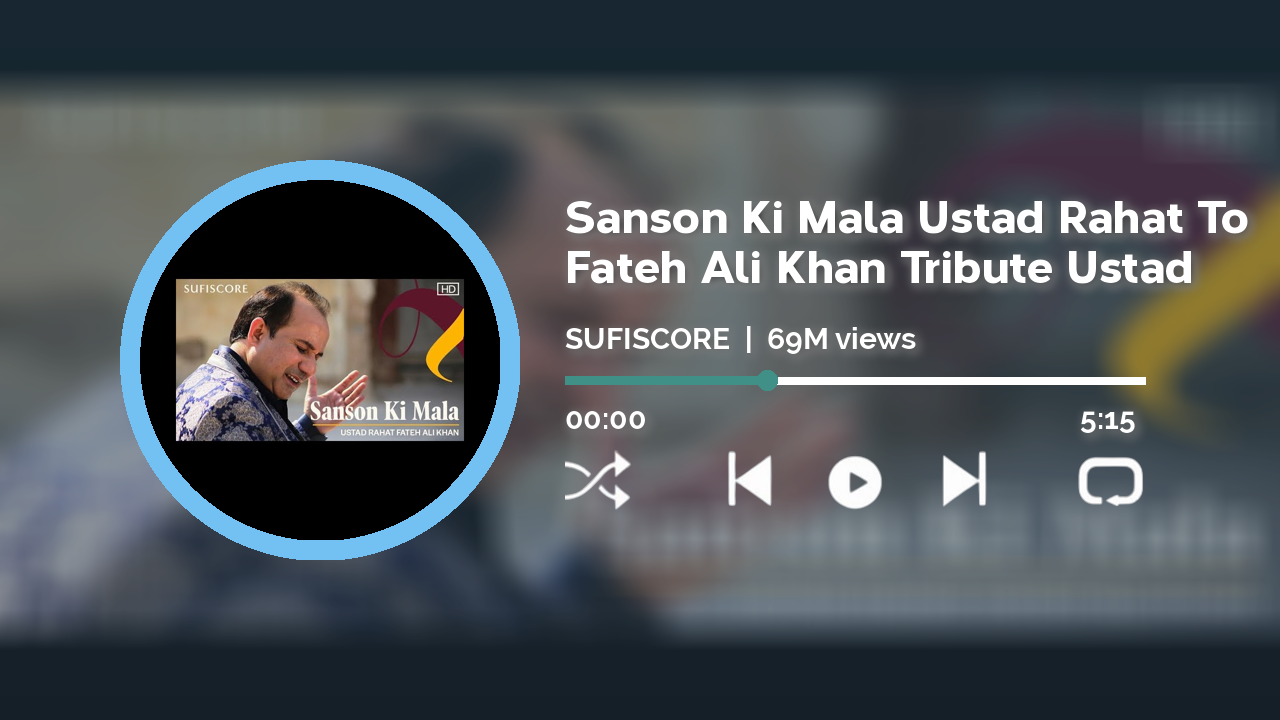 SUFISCORE
HD
Sanson Ki Mala
USTAD RAHAT FATEH ALI KHAN
Sanson Ki Mala Ustad Rahat To
Fateh Ali Khan Tribute Ustad
SUFISCORE | 69M views
00:00 5:15